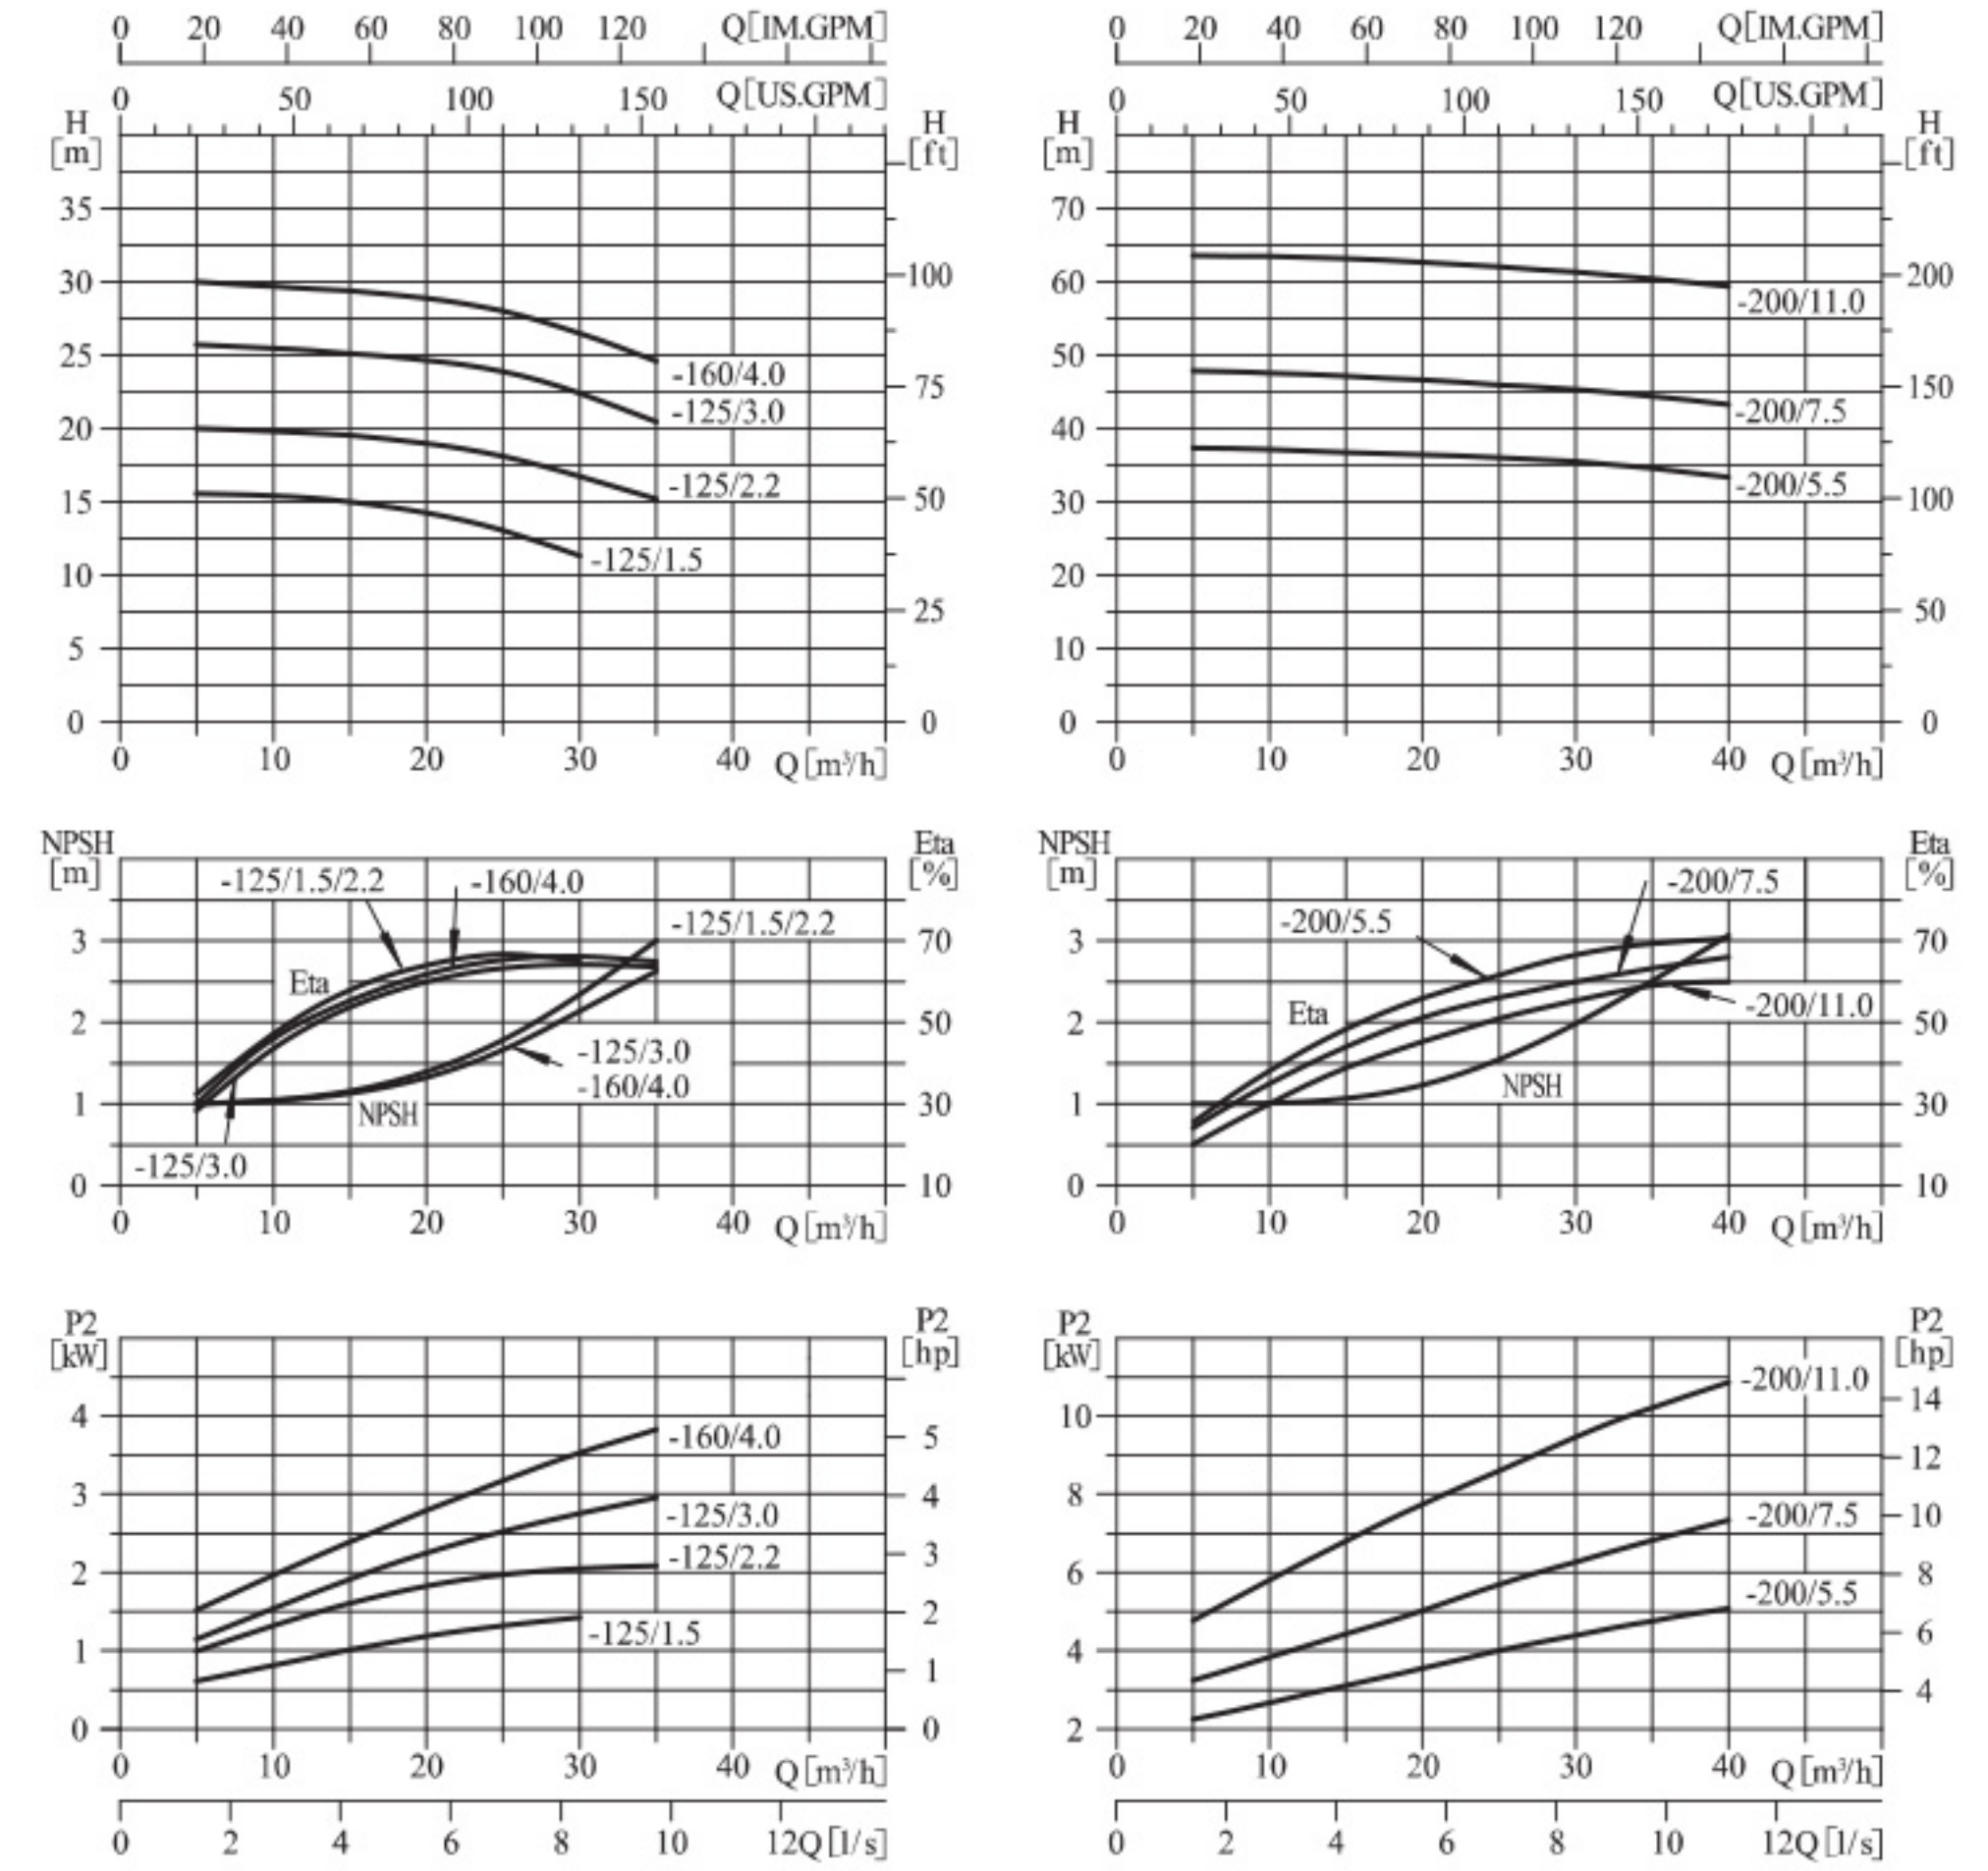 0 20 40 60 80 100 120 Q[IM.GPM]
0 50 100 150 Q[US.GPM]
H
[m]
H
[ft]
35
30
25
20
15
10
5
0
100
75
50
25
0
-160/4.0
-125/3.0
-125/2.2
-125/1.5
0 10 20 30 40 Q[m³/h]
0 20 40 60 80 100 120 Q[IM.GPM]
0 50 100 150 Q[US.GPM]
H
[m]
H
[ft]
70
60
50
40
30
20
10
0
200
150
100
50
0
-200/11.0
-200/7.5
-200/5.5
0 10 20 30 40 Q[m³/h]
NPSH
[m]
Eta
[%]
3
2
1
0
70
50
30
10
-125/1.5/2.2
-160/4.0
-125/1.5/2.2
Eta
-125/3.0
-160/4.0
NPSH
-125/3.0
0 10 20 30 40 Q[m³/h]
NPSH
[m]
Eta
[%]
3
2
1
0
70
50
30
10
-200/7.5
-200/5.5
Eta
-200/11.0
NPSH
0 10 20 30 40 Q[m³/h]
P2
[kW]
P2
[hp]
4
3
2
1
0
5
4
3
2
1
0
-160/4.0
-125/3.0
-125/2.2
-125/1.5
0 10 20 30 40 Q[m³/h]
0 2 4 6 8 10 12Q[l/s]
P2
[kW]
P2
[hp]
10
8
6
4
2
14
12
10
8
6
4
-200/11.0
-200/7.5
-200/5.5
0 10 20 30 40 Q[m³/h]
0 2 4 6 8 10 12Q[l/s]